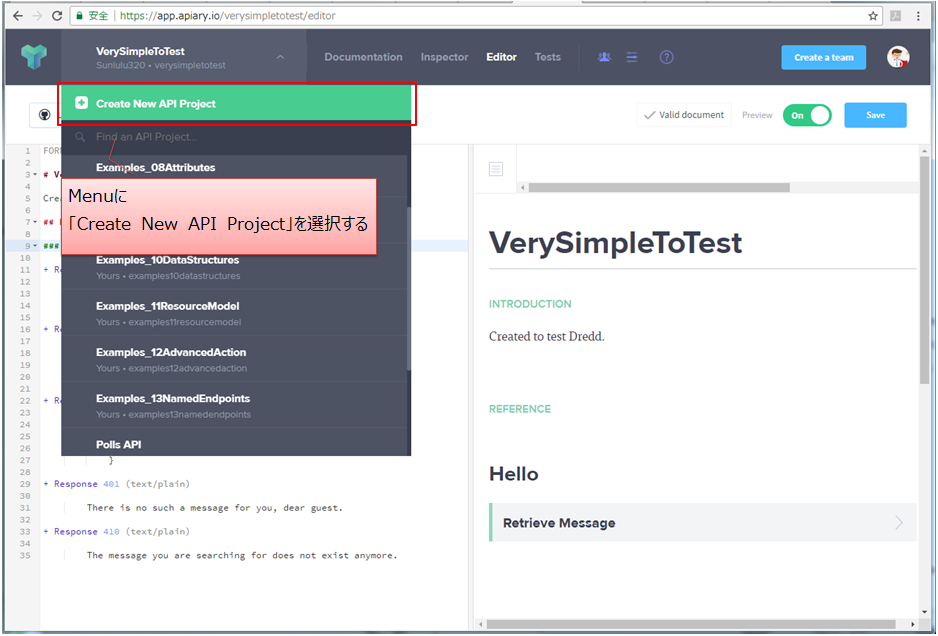 安全 | https://app.apiary.io/verysimpletotest/editor
VerySimpleToTest
Sunlulu320 • verysimpletotest
Documentation Inspector Editor Tests
Create a team
Create New API Project
Valid document Preview On Save
Find an API Project...
Examples_08Attributes
Menuに
「Create New API Project」を選択する
Examples_10DataStructures
Yours • examples10datastructures
Examples_11ResourceModel
Yours • examples11resourcemodel
Examples_12AdvancedAction
Yours • examples12advancedaction
Examples_13NamedEndpoints
Yours • examples13namedendpoints
Polls API
1 FOR
2
3 # V
4
5 Cre
6
7 ##
8
9 ###
10
11 + R
12
13
14
15
16 + R
17
18
19
20
21
22 + R
23
24
25
26
27 }
28
29 + Response 401 (text/plain)
30
31 There is no such a message for you, dear guest.
32
33 + Response 410 (text/plain)
34
35 The message you are searching for does not exist anymore.
VerySimpleToTest
INTRODUCTION
Created to test Dredd.
REFERENCE
Hello
Retrieve Message